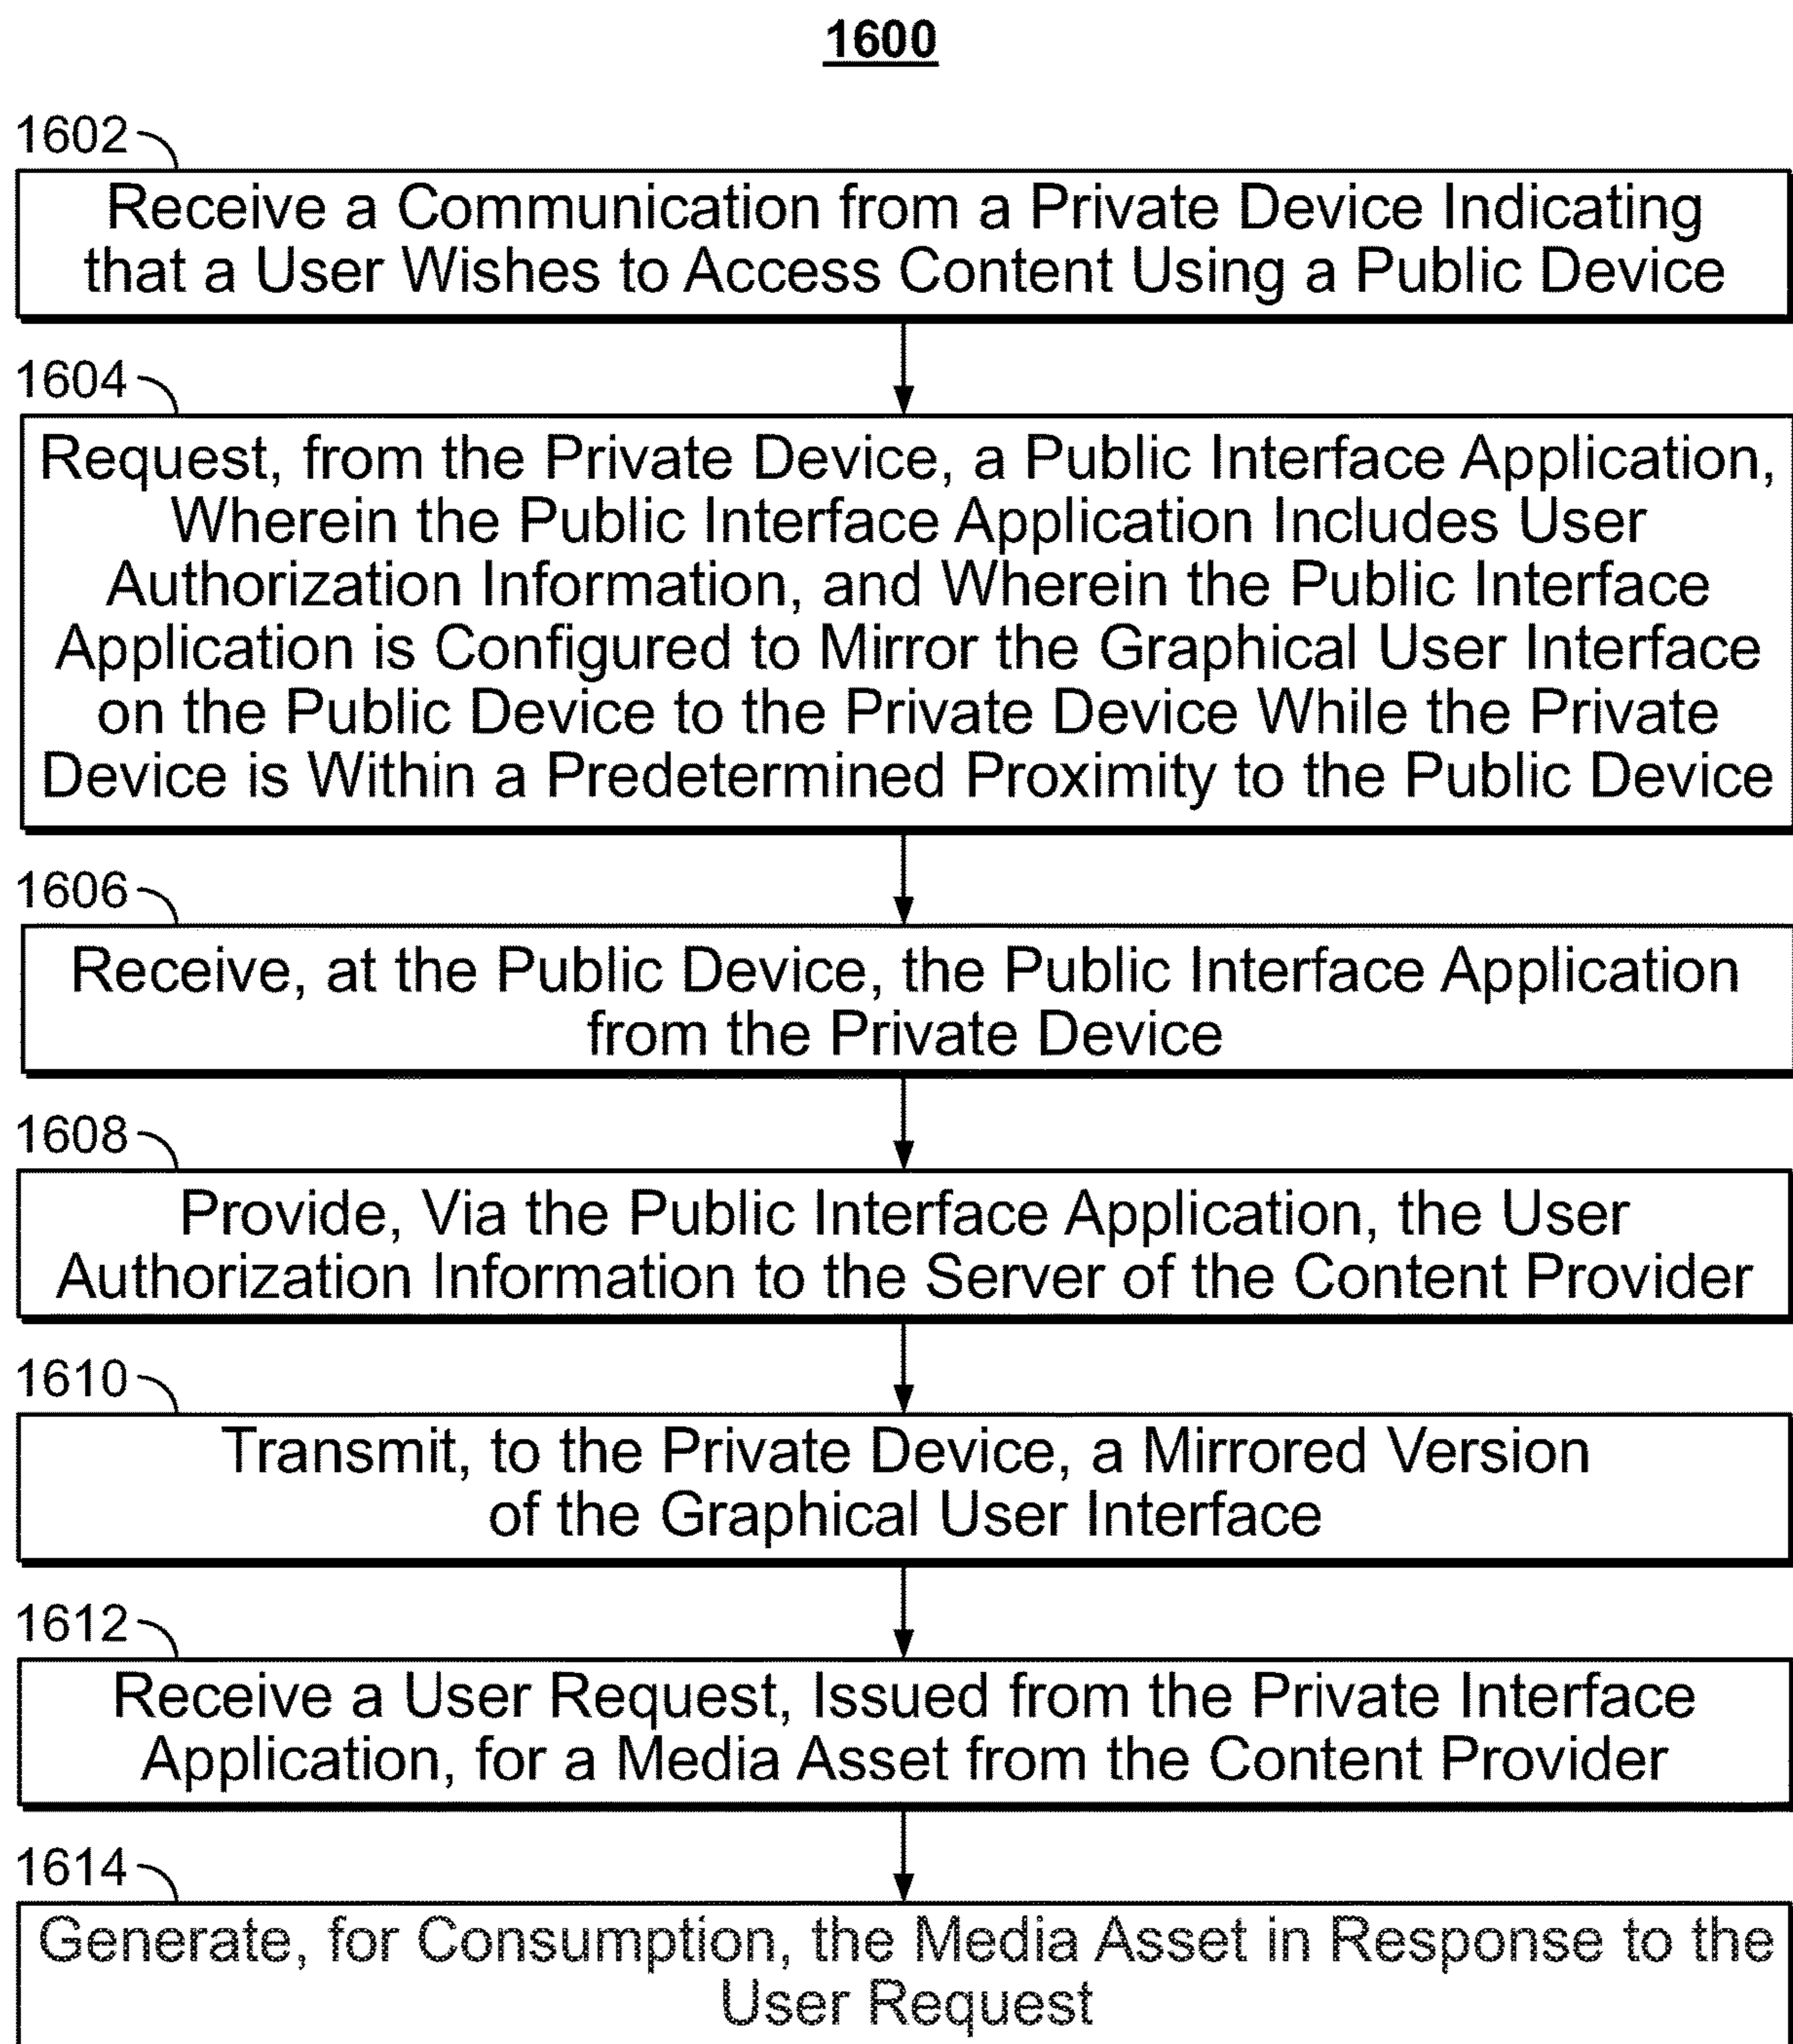 1600
1602
Receive a Communication from a Private Device Indicating
that a User Wishes to Access Content Using a Public Device
1604
Request, from the Private Device, a Public Interface Application,
Wherein the Public Interface Application Includes User
Authorization Information, and Wherein the Public Interface
Application is Configured to Mirror the Graphical User Interface
on the Public Device to the Private Device While the Private
Device is Within a Predetermined Proximity to the Public Device
1606
Receive, at the Public Device, the Public Interface Application
from the Private Device
1608
Provide, Via the Public Interface Application, the User
Authorization Information to the Server of the Content Provider
1610
Transmit, to the Private Device, a Mirrored Version
of the Graphical User Interface
1612
Receive a User Request, Issued from the Private Interface
Application, for a Media Asset from the Content Provider
1614
Generate, for Consumption, the Media Asset in Response to the
User Request